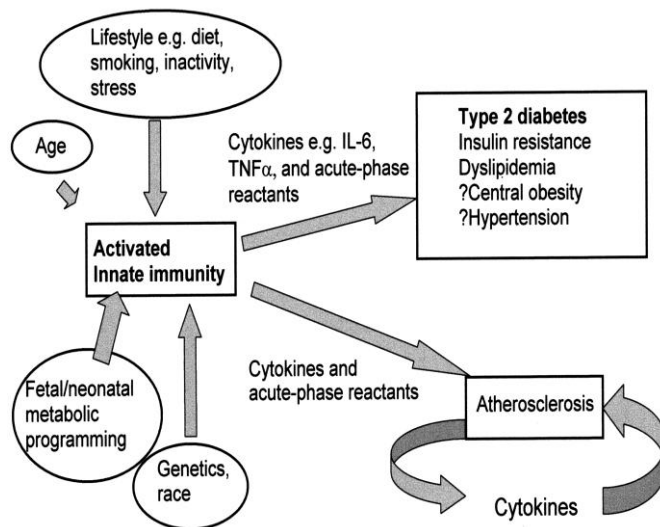 Lifestyle e.g. diet,
smoking, inactivity,
stress
Age
Cytokines e.g. IL-6,
TNFα, and acute-phase
reactants
Type 2 diabetes
Insulin resistance
Dyslipidemia
?Central obesity
?Hypertension
Activated
Innate immunity
Cytokines and
acute-phase reactants
Fetal/neonatal
metabolic
programming
Genetics,
race
Atherosclerosis
Cytokines